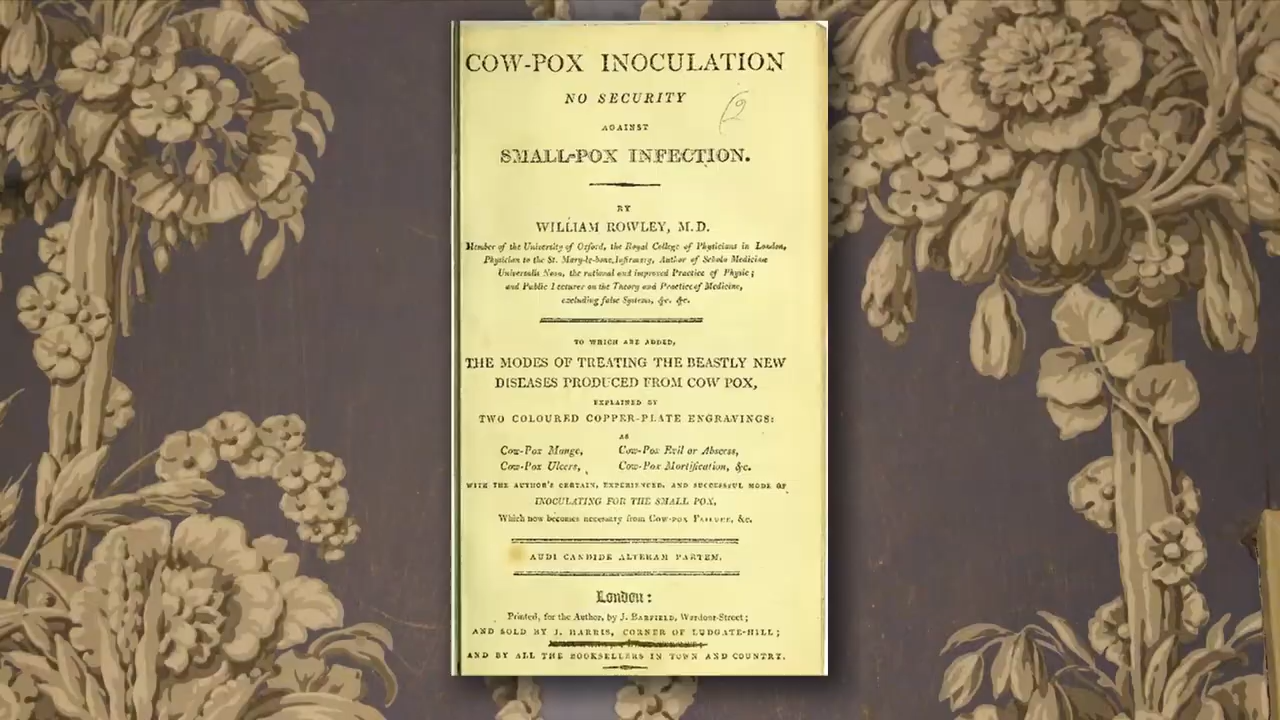 COW-POX INOCULATION
NO SECURITY
AGAINST
SMALL-POX INFECTION.
BY
WILLIAM ROWLEY, M.D.
Member of the University of Oxford, the Royal College of Physicians in London,
Physician to the St. Mary-le-bone Infirmary, Author of Schola Medicinæ
Universalis Nova, the rational and improved Practice of Physic;
and Public Lecturer on the Theory and Practice of Medicine,
excluding false Systems, &c. &c.
TO WHICH ARE ADDED,
THE MODES OF TREATING THE BEASTLY NEW
DISEASES PRODUCED FROM COW POX,
EXPLAINED BY
TWO COLOURED COPPER-PLATE ENGRAVINGS:
AS
Cow-Pox Mange, Cow-Pox Evil or Abscess,
Cow-Pox Ulcers, Cow-Pox Mortification, &c.
WITH THE AUTHOR'S CERTAIN, EXPERIENCED, AND SUCCESSFUL MODE OF
INOCULATING FOR THE SMALL POX,
Which now becomes necessary from COW-POX FAILURE, &c.
AUDI CANDIDE ALTERAM PARTEM.
London:
Printed, for the Author, by J. BARFIELD, Wardour-Street;
AND SOLD BY J. HARRIS, CORNER OF LUDGATE-HILL;
AND BY ALL THE BOOKSELLERS IN TOWN AND COUNTRY.